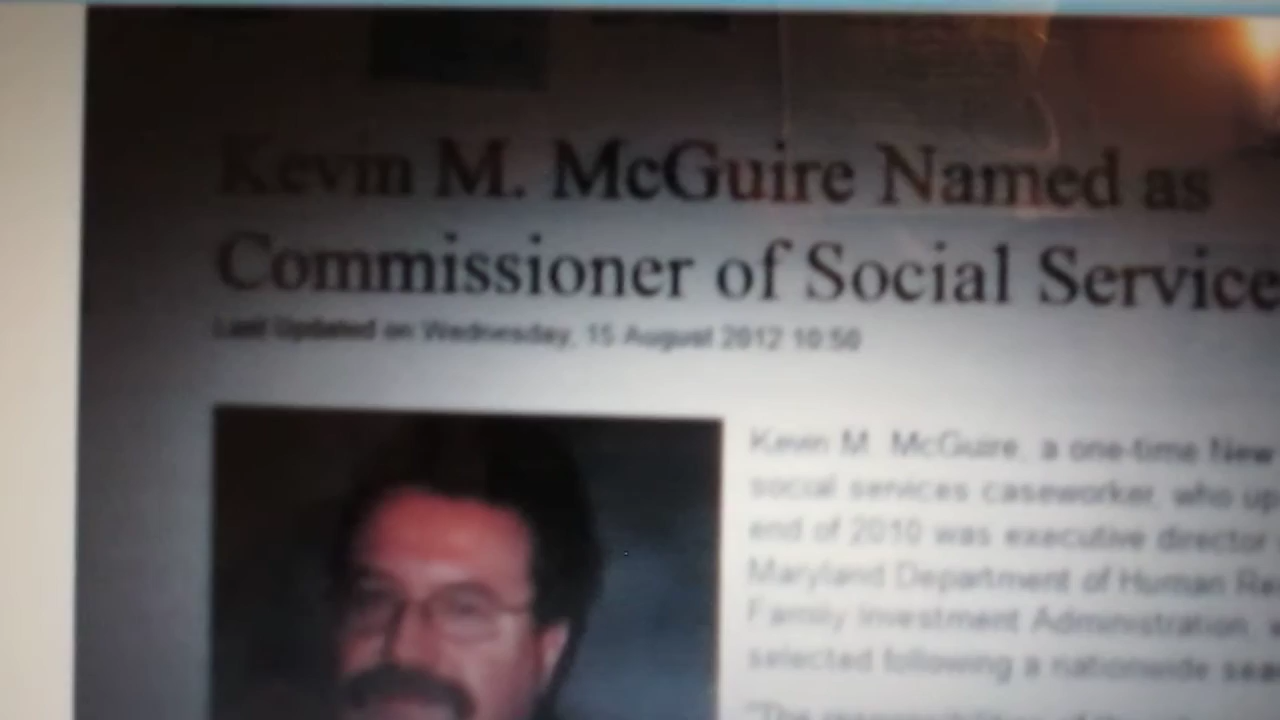 Kevin M. McGuire Named as
Commissioner of Social Service
Last Updated on Wednesday, 15 August 2012 10:50
Kevin M. McGuire, a one-time New
social services caseworker, who up
end of 2010 was executive director
Maryland Department of Human Re
Family Investment Administration,
selected following a nationwide sea
"The